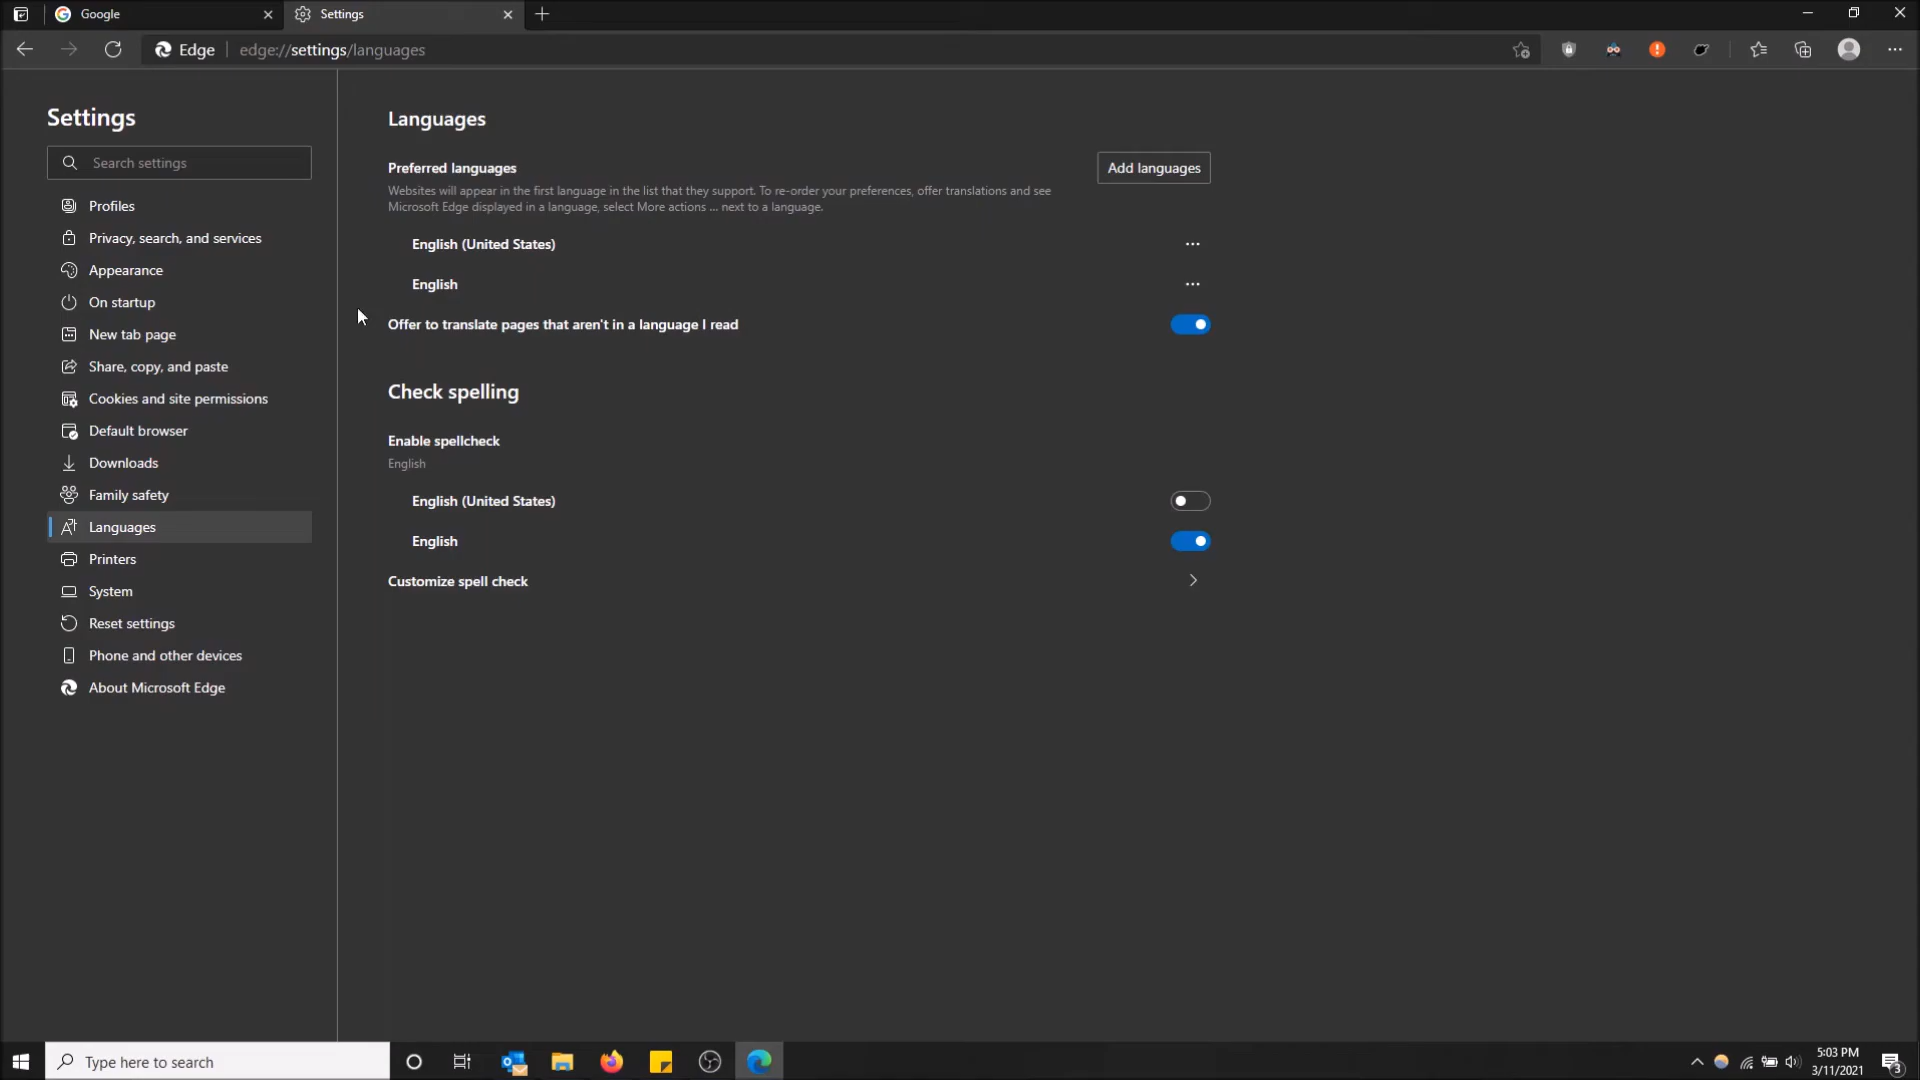 Google
Settings
Edge
edge://settings/languages
Settings
Search settings
Profiles
Privacy, search, and services
Appearance
On startup
New tab page
Share, copy, and paste
Cookies and site permissions
Default browser
Downloads
Family safety
Languages
Printers
System
Reset settings
Phone and other devices
About Microsoft Edge
Languages
Preferred languages
Add languages
Websites will appear in the first language in the list that they support. To re-order your preferences, offer translations and see
Microsoft Edge displayed in a language, select More actions ... next to a language.
English (United States)
English
Offer to translate pages that aren't in a language I read
Check spelling
Enable spellcheck
English
English (United States)
English
Customize spell check
Type here to search
5:03 PM
3/11/2021
3